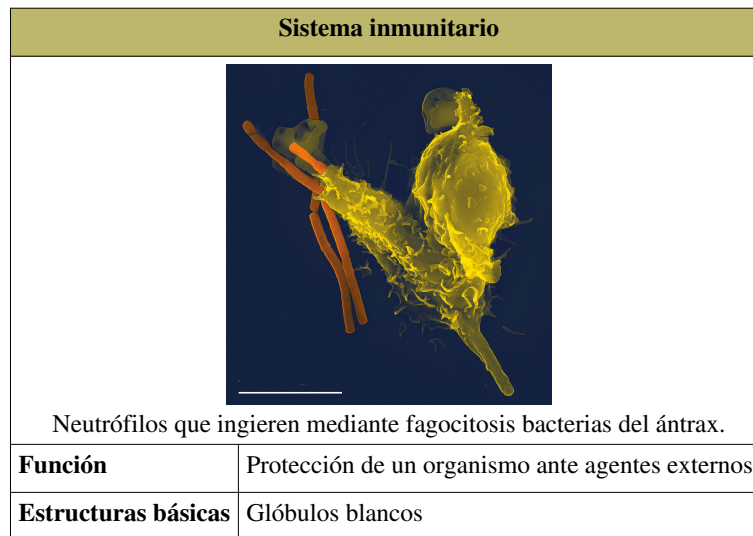 Sistema inmunitario
Neutrófilos que ingieren mediante fagocitosis bacterias del ántrax.
Función Protección de un organismo ante agentes externos
Estructuras básicas Glóbulos blancos